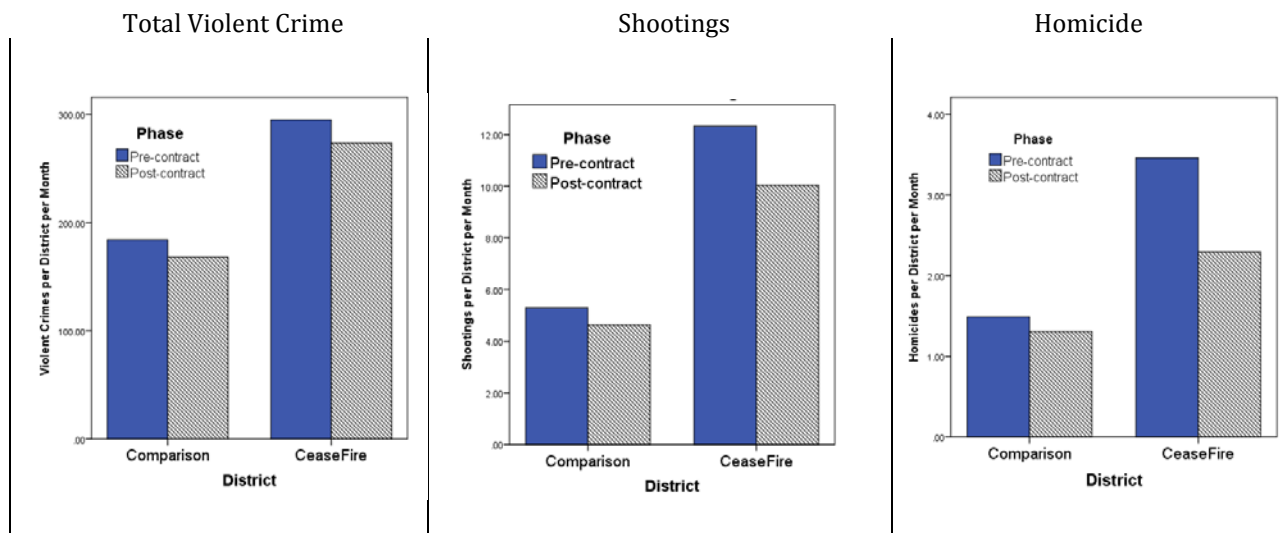 Total Violent Crime
Violent Crimes per District per Month
300.00
200.00
100.00
.00
Phase
Pre-contract
Post-contract
Comparison
CeaseFire
District
Shootings
Shootings per District per Month
12.00
10.00
8.00
6.00
4.00
2.00
.00
Phase
Pre-contract
Post-contract
Comparison
CeaseFire
District
Homicide
Homicides per District per Month
4.00
3.00
2.00
1.00
.00
Phase
Pre-contract
Post-contract
Comparison
CeaseFire
District